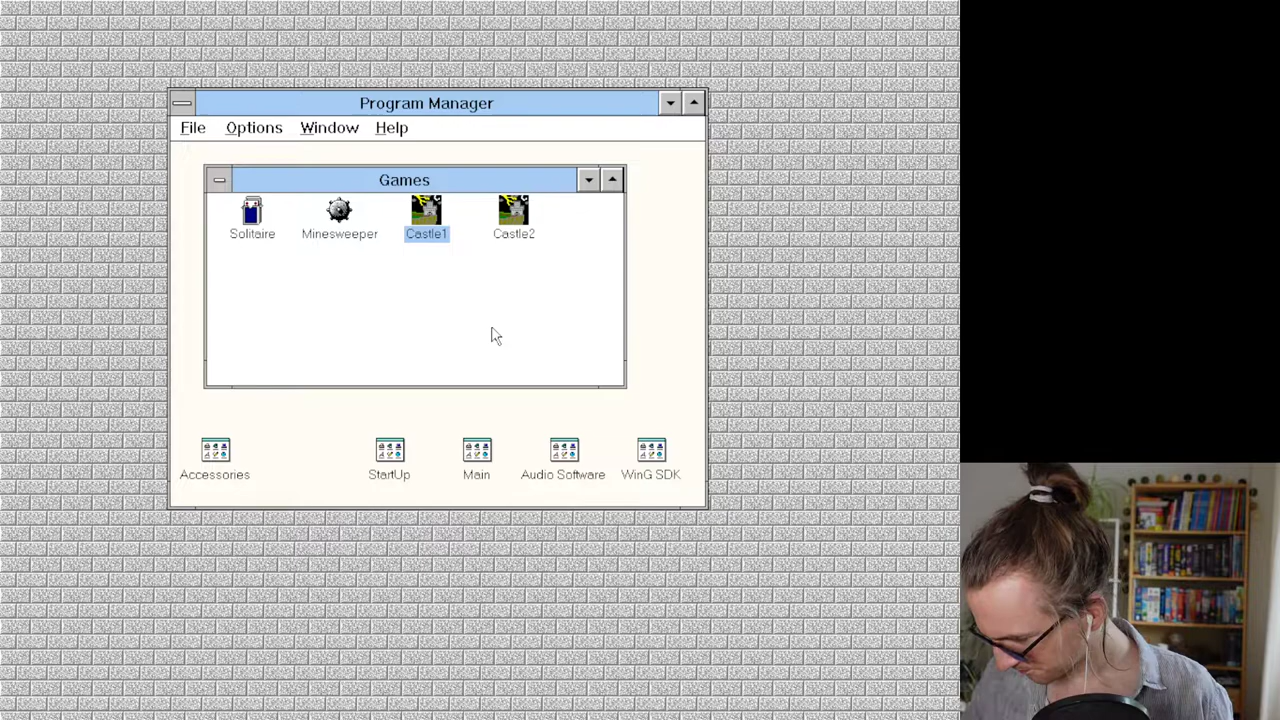 Program Manager
File Options Window Help
Games
Solitaire Minesweeper Castle1 Castle2
Accessories StartUp Main Audio Software WinG SDK